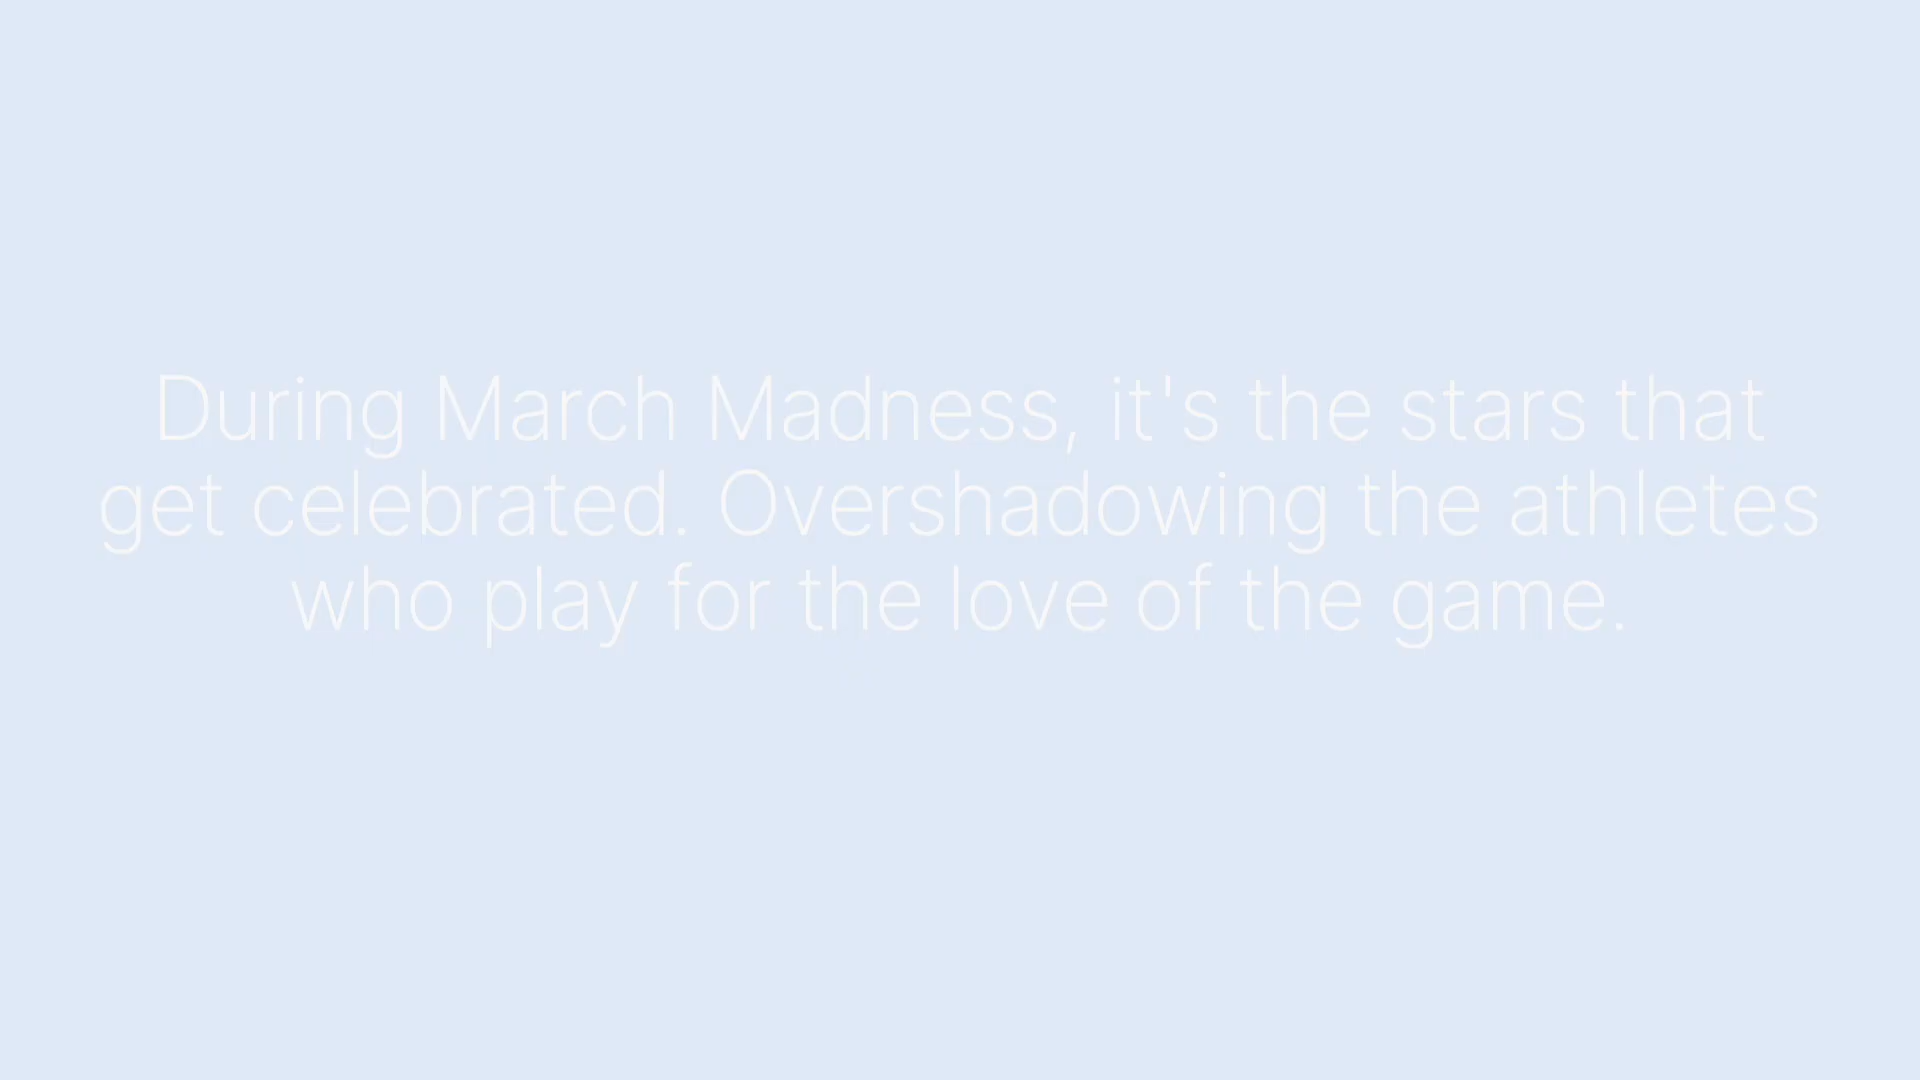 During March Madness, it's the stars that
get celebrated. Overshadowing the athletes
who play for the love of the game.